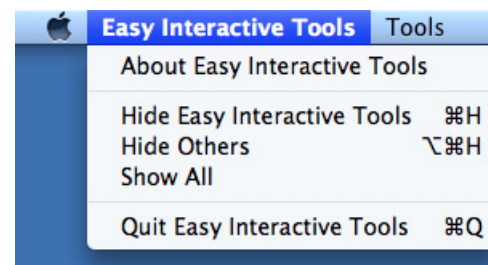 Easy Interactive Tools Tools
About Easy Interactive Tools
Hide Easy Interactive Tools ⌘H
Hide Others ⌥⌘H
Show All
Quit Easy Interactive Tools ⌘Q